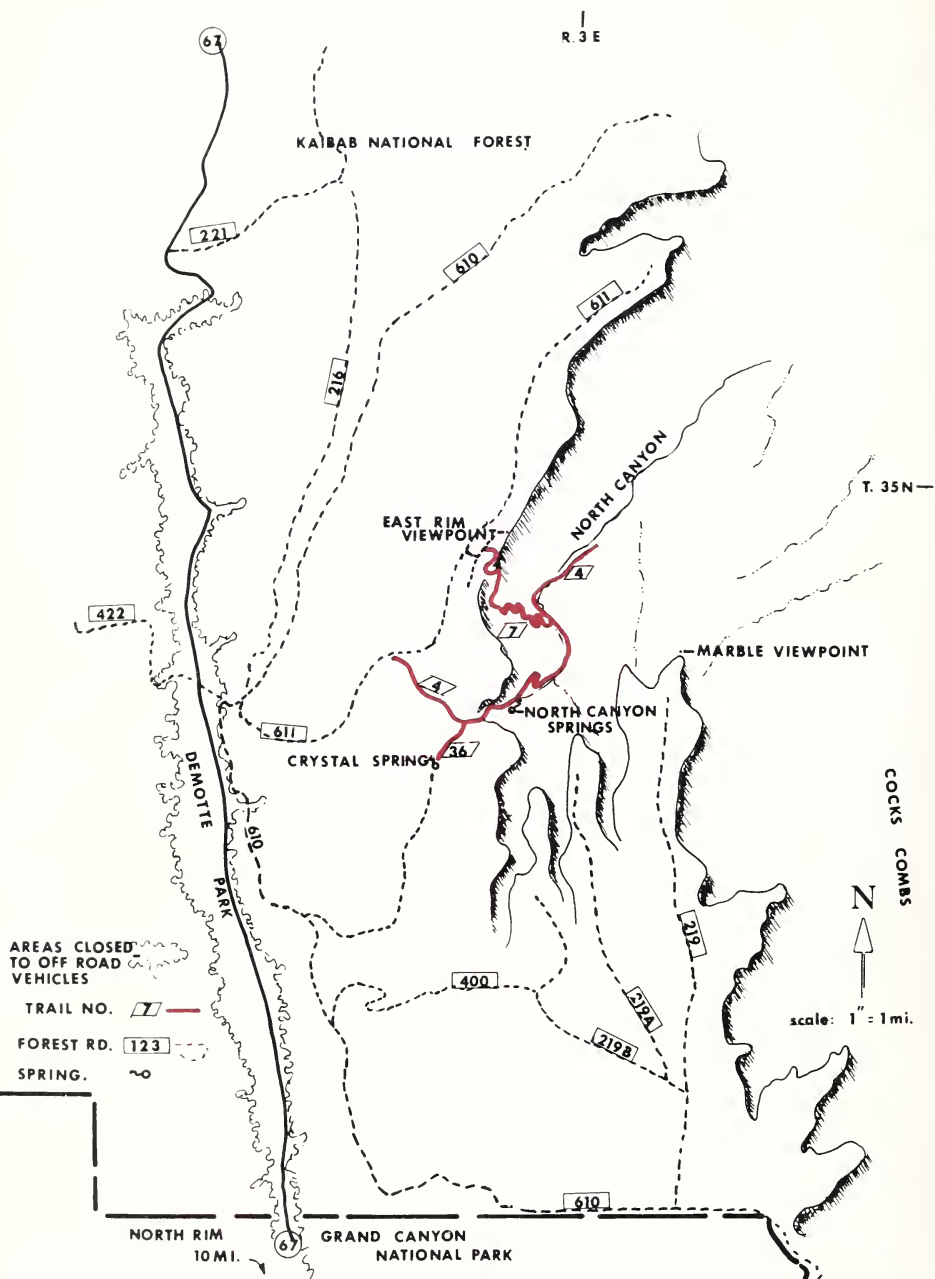 67
R. 3 E
KAIBAB NATIONAL FOREST
221
610
611
216
NORTH CANYON
T. 35N
EAST RIM
VIEWPOINT
4
422
7
MARBLE VIEWPOINT
4
NORTH CANYON
SPRINGS
611
36
CRYSTAL SPRING
DEMOTTE
PARK
610
COCKS COMBS
N
219
AREAS CLOSED
TO OFF ROAD
VEHICLES
400
219A
TRAIL NO. 7
scale: 1" = 1mi.
219B
FOREST RD. 123
SPRING.
610
NORTH RIM
10 MI.
67
GRAND CANYON
NATIONAL PARK